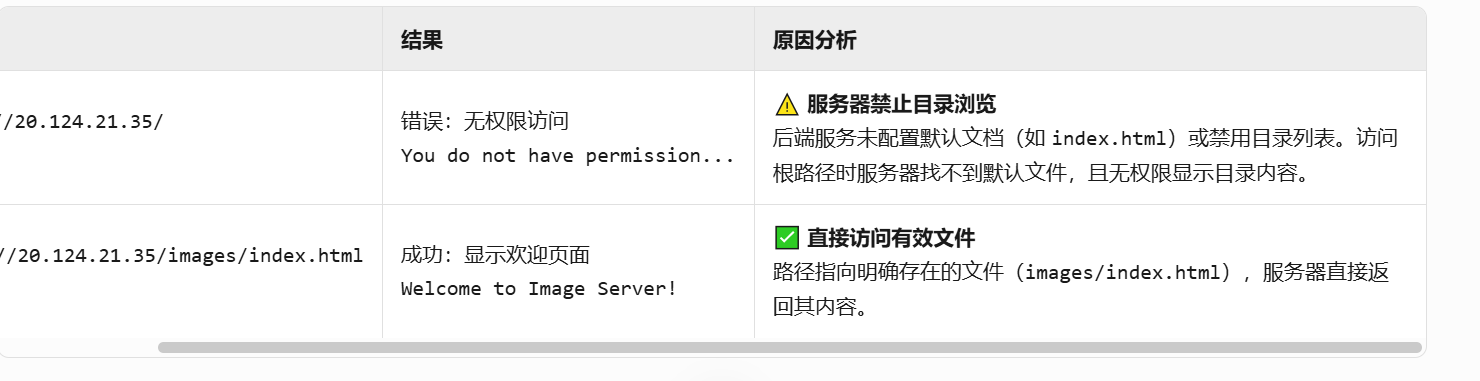 结果
原因分析
//20.124.21.35/
错误：无权限访问
You do not have permission...
⚠️ 服务器禁止目录浏览
后端服务未配置默认文档（如 index.html）或禁用目录列表。访问
根路径时服务器找不到默认文件，且无权限显示目录内容。
//20.124.21.35/images/index.html
成功：显示欢迎页面
Welcome to Image Server!
✅ 直接访问有效文件
路径指向明确存在的文件（images/index.html），服务器直接返
回其内容。